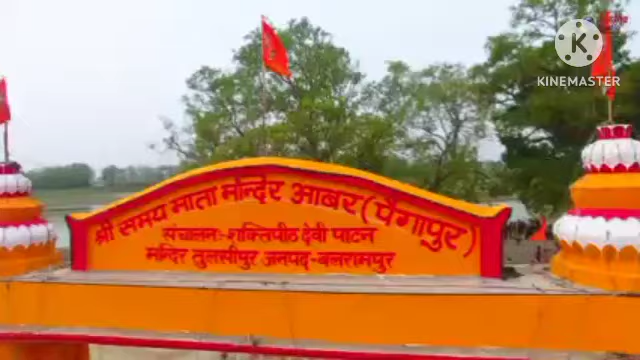 श्री समय माता मन्दिर आबर (पैगापुर)
संचालनः शक्तिपीठ देवी पाटन
मन्दिर तुलसीपुर जनपद-बलरामपुर
KINEMASTER